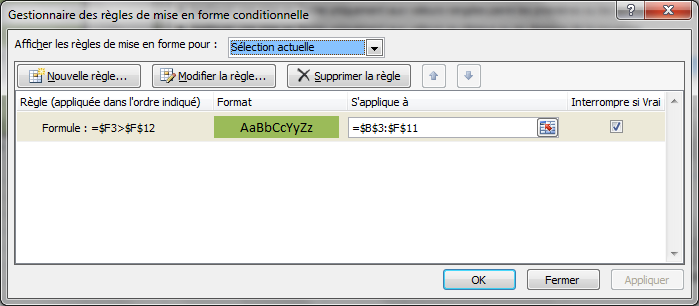 Gestionnaire des règles de mise en forme conditionnelle
Afficher les règles de mise en forme pour : Sélection actuelle
Nouvelle règle... Modifier la règle... Supprimer la règle
Règle (appliquée dans l'ordre indiqué) Format S'applique à Interrompre si Vrai
Formule : =$F3>$F$12 AaBbCcYyZz =$B$3:$F$11
OK Fermer Appliquer